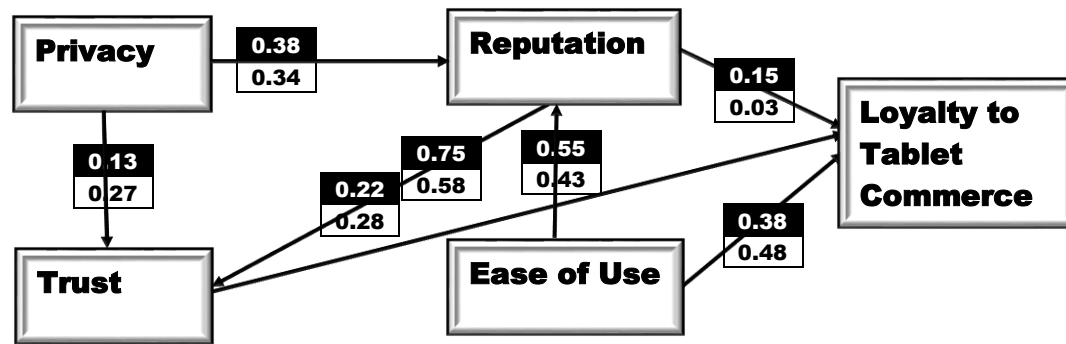 Privacy
0.38
0.34
Reputation
0.15
0.03
Loyalty to
Tablet
Commerce
0.13
0.27
0.75
0.58
0.55
0.43
0.22
0.28
0.38
0.48
Trust
Ease of Use